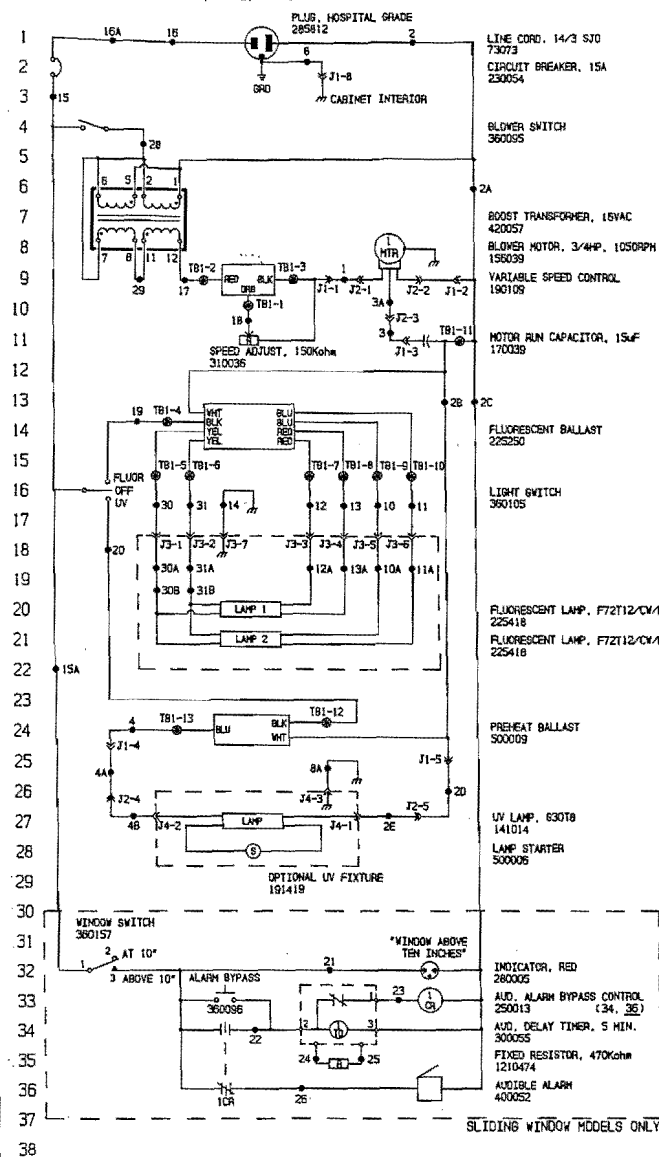 PLUG, HOSPITAL GRADE
285812
1
16A
16
2
LINE CORD, 14/3 SJO
73073
2
6
J1-8
CIRCUIT BREAKER, 15A
230054
GRD
3
15
CABINET INTERIOR
4
BLOWER SWITCH
360095
28
5
6
6 5 2 1
2A
7
BOOST TRANSFORMER, 16VAC
420057
8
7 8 11 12
1
MTR
BLOWER MOTOR, 3/4HP, 1050RPM
156039
9
29
17
TB1-2
RED BLK
ORG
TB1-3
J1-1
1
J2-1
J2-2
J1-2
VARIABLE SPEED CONTROL
190109
10
TB1-1
18
3A
J2-3
3
TB1-11
11
R
J1-3
MOTOR RUN CAPACITOR, 15uF
170039
SPEED ADJUST, 150Kohm
310036
12
13
19
TB1-4
WHT
BLK
YEL
YEL
BLU
BLU
RED
RED
2B
2C
14
FLUORESCENT BALLAST
225250
15
TB1-5
TB1-6
TB1-7
TB1-8
TB1-9
TB1-10
16
FLUOR
OFF
UV
30
31
14
12
13
10
11
LIGHT SWITCH
360105
17
18
20
J3-1
J3-2
J3-7
J3-3
J3-4
J3-5
J3-6
19
30A
31A
12A
13A
10A
11A
30B
31B
20
LAMP 1
FLUORESCENT LAMP, F72T12/CW/
225418
21
LAMP 2
FLUORESCENT LAMP, F72T12/CW/
225418
22
15A
23
24
4
TB1-13
BLU
BLK
WHT
TB1-12
PREHEAT BALLAST
500009
25
J1-4
4A
8A
J1-5
26
J2-4
J4-3
2D
27
4B
J4-2
LAMP
J4-1
2E
J2-5
UV LAMP, G30T8
141014
28
S
LAMP STARTER
500006
29
OPTIONAL UV FIXTURE
191419
30
WINDOW SWITCH
360157
31
2 AT 10"
"WINDOW ABOVE
TEN INCHES"
32
1
3 ABOVE 10"
21
INDICATOR, RED
280005
33
ALARM BYPASS
360096
1
23
1
CR
AUD. ALARM BYPASS CONTROL
250013 (34, 36)
34
22
2
1
TD
3
AUD. DELAY TIMER, 5 MIN.
300055
35
24
R
25
FIXED RESISTOR, 470Kohm
1210474
36
1CR
26
AUDIBLE ALARM
400052
37
SLIDING WINDOW MODELS ONLY
38